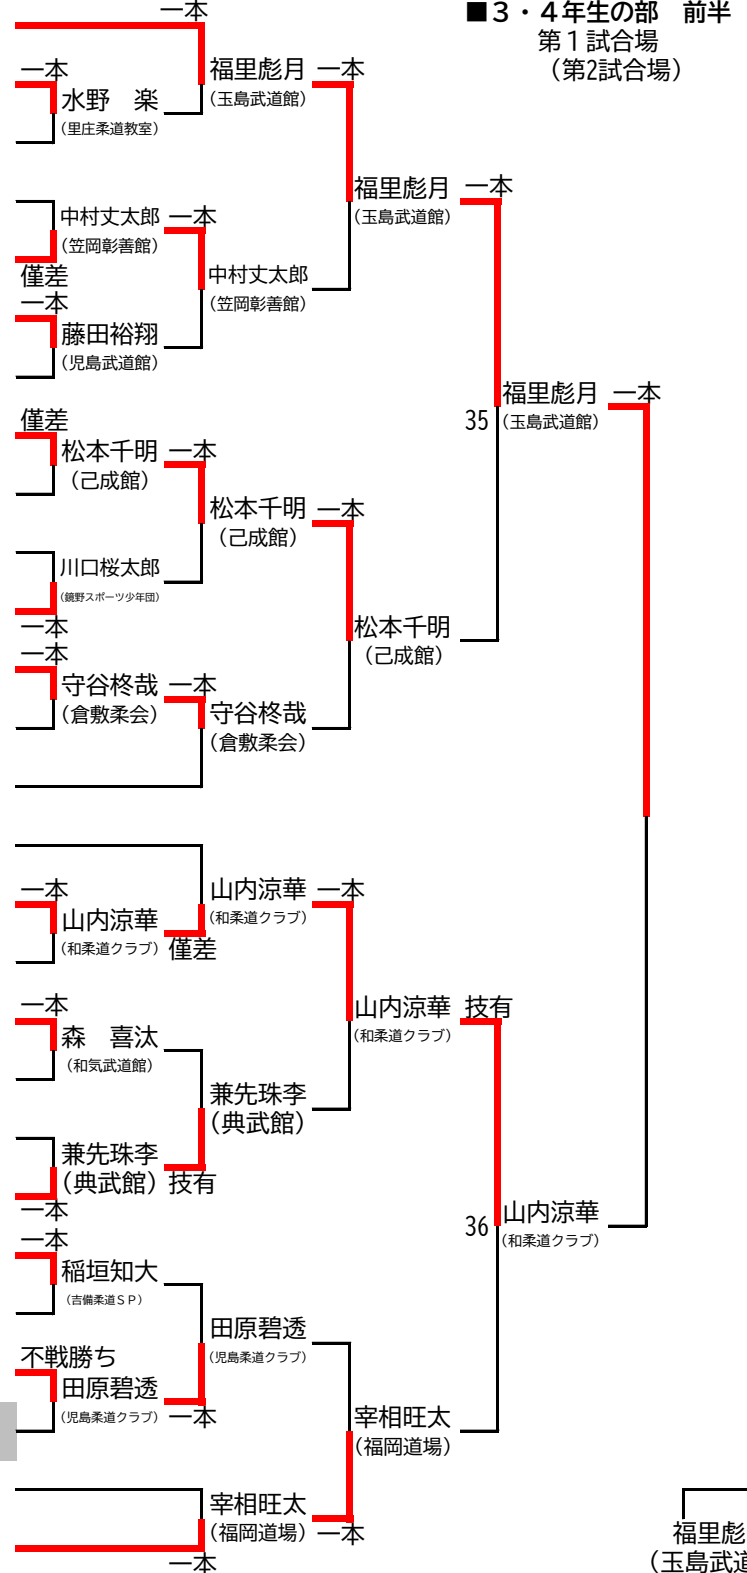 ■３・４年生の部　前半
第１試合場
（第2試合場）
一本
一本
水野　楽
（里庄柔道教室）
福里彪月
（玉島武道館）
一本
福里彪月
（玉島武道館）
一本
中村丈太郎
（笠岡彰善館）
一本
僅差
中村丈太郎
（笠岡彰善館）
一本
藤田裕翔
（児島武道館）
福里彪月
（玉島武道館）
一本
35
僅差
松本千明
（己成館）
一本
松本千明
（己成館）
一本
川口桜太郎
（鏡野スポーツ少年団）
一本
松本千明
（己成館）
一本
守谷柊哉
（倉敷柔会）
一本
守谷柊哉
（倉敷柔会）
山内涼華
（和柔道クラブ）
一本
一本
山内涼華
（和柔道クラブ）
僅差
山内涼華
（和柔道クラブ）
技有
一本
森　喜汰
（和気武道館）
兼先珠李
（典武館）
兼先珠李
（典武館）
技有
一本
36
山内涼華
（和柔道クラブ）
一本
稲垣知大
（吉備柔道ＳＰ）
田原碧透
（児島柔道クラブ）
不戦勝ち
田原碧透
（児島柔道クラブ）
一本
宰相旺太
（福岡道場）
宰相旺太
（福岡道場）
一本
一本
福里彪
（玉島武道